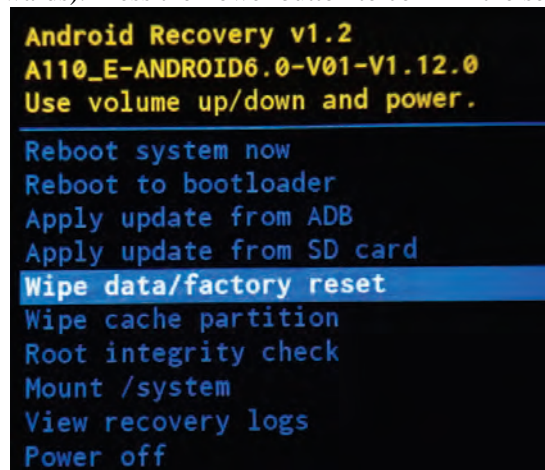 Android Recovery v1.2
A110_E-ANDROID6.0-V01-V1.12.0
Use volume up/down and power.
Reboot system now
Reboot to bootloader
Apply update from ADB
Apply update from SD card
Wipe data/factory reset
Wipe cache partition
Root integrity check
Mount /system
View recovery logs
Power off